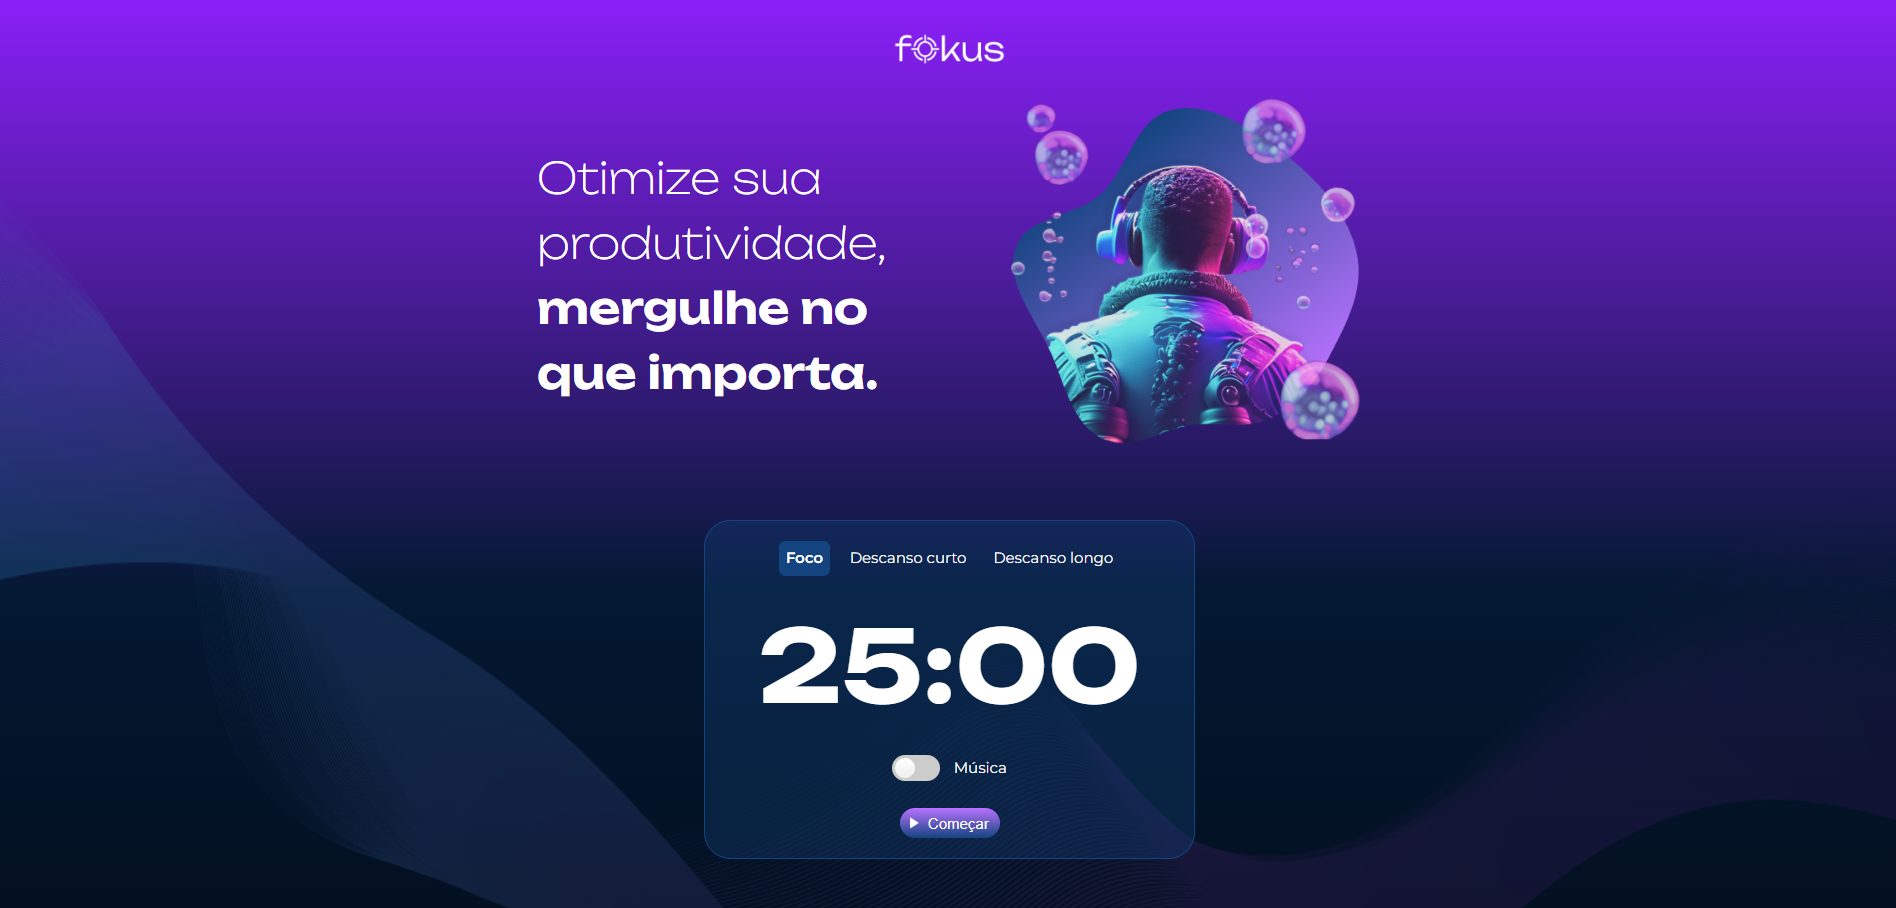 fokus
Otimize sua
produtividade,
mergulhe no
que importa.
Foco Descanso curto Descanso longo
25:00
Música
Começar